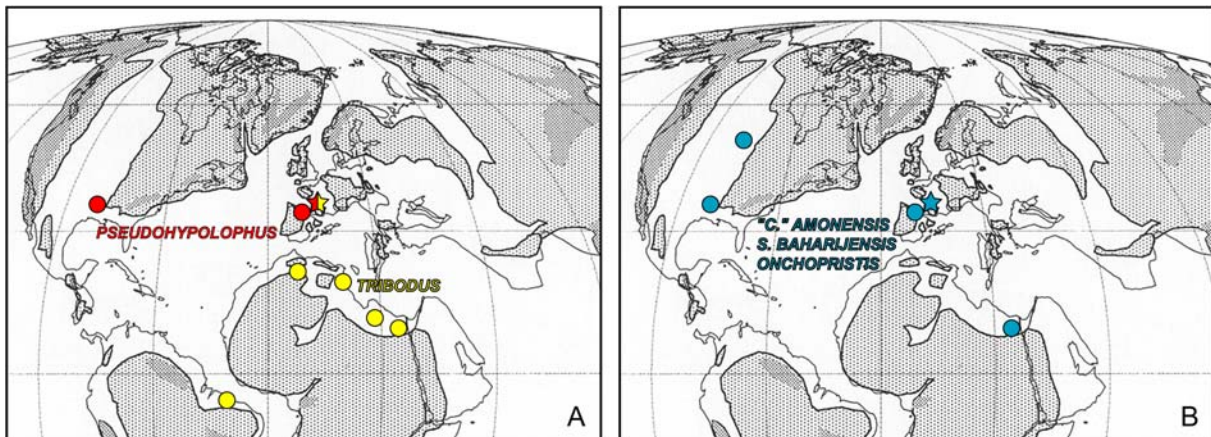 PSEUDOHYPOLOPHUS
TRIBODUS
A
"C." AMONENSIS
S. BAHARIJENSIS
ONCHOPRISTIS
B